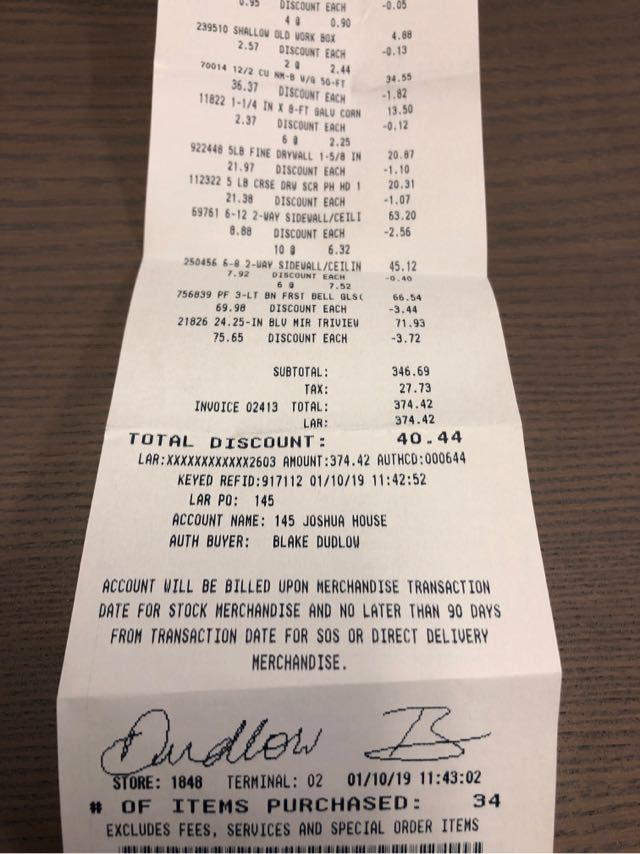 0.95 DISCOUNT EACH -0.05
4 @ 0.90
239510 SHALLOW OLD WORK BOX 4.88
2.57 DISCOUNT EACH -0.13
2 @ 2.44
70014 12/2 CU NM-B W/G 50-FT 34.55
36.37 DISCOUNT EACH -1.82
11822 1-1/4 IN X 8-FT GALV CORN 13.50
2.37 DISCOUNT EACH -0.12
6 @ 2.25
922448 5LB FINE DRYWALL 1-5/8 IN 20.87
21.97 DISCOUNT EACH -1.10
112322 5 LB CRSE DRW SCR PH HD 1 20.31
21.38 DISCOUNT EACH -1.07
69761 6-12 2-WAY SIDEWALL/CEILI 63.20
8.88 DISCOUNT EACH -2.56
10 @ 6.32
250456 6-8 2-WAY SIDEWALL/CEILIN 45.12
7.92 DISCOUNT EACH -0.40
6 @ 7.52
756839 PF 3-LT BN FRST BELL GLS( 66.54
69.98 DISCOUNT EACH -3.44
21826 24.25-IN BLV MIR TRIVIEW 71.93
75.65 DISCOUNT EACH -3.72
SUBTOTAL: 346.69
TAX: 27.73
INVOICE 02413 TOTAL: 374.42
LAR: 374.42
TOTAL DISCOUNT: 40.44
LAR:XXXXXXXXXXXX2603 AMOUNT:374.42 AUTHCD:000644
KEYED REFID:917112 01/10/19 11:42:52
LAR PO: 145
ACCOUNT NAME: 145 JOSHUA HOUSE
AUTH BUYER: BLAKE DUDLOW
ACCOUNT WILL BE BILLED UPON MERCHANDISE TRANSACTION
DATE FOR STOCK MERCHANDISE AND NO LATER THAN 90 DAYS
FROM TRANSACTION DATE FOR SOS OR DIRECT DELIVERY
MERCHANDISE.
Dudlow B
STORE: 1848 TERMINAL: 02 01/10/19 11:43:02
# OF ITEMS PURCHASED: 34
EXCLUDES FEES, SERVICES AND SPECIAL ORDER ITEMS